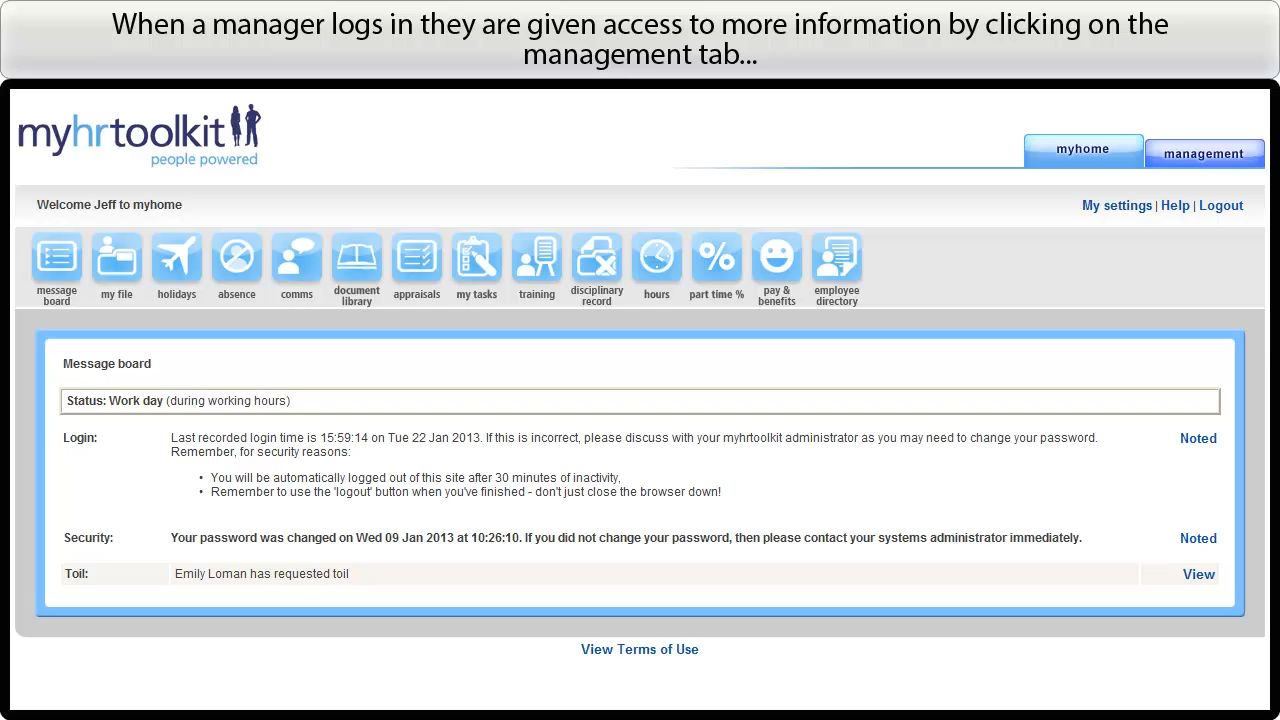 When a manager logs in they are given access to more information by clicking on the
management tab...
myhrtoolkit
people powered
myhome
management
Welcome Jeff to myhome
My settings | Help | Logout
message
board
my file
holidays
absence
comms
document
library
appraisals
my tasks
training
disciplinary
record
hours
%
part time %
pay &
benefits
employee
directory
Message board
Status: Work day (during working hours)
Login:
Last recorded login time is 15:59:14 on Tue 22 Jan 2013. If this is incorrect, please discuss with your myhrtoolkit administrator as you may need to change your password.
Noted
Remember, for security reasons:
• You will be automatically logged out of this site after 30 minutes of inactivity,
• Remember to use the 'logout' button when you've finished - don't just close the browser down!
Security:
Your password was changed on Wed 09 Jan 2013 at 10:26:10. If you did not change your password, then please contact your systems administrator immediately.
Noted
Toil:
Emily Loman has requested toil
View
View Terms of Use